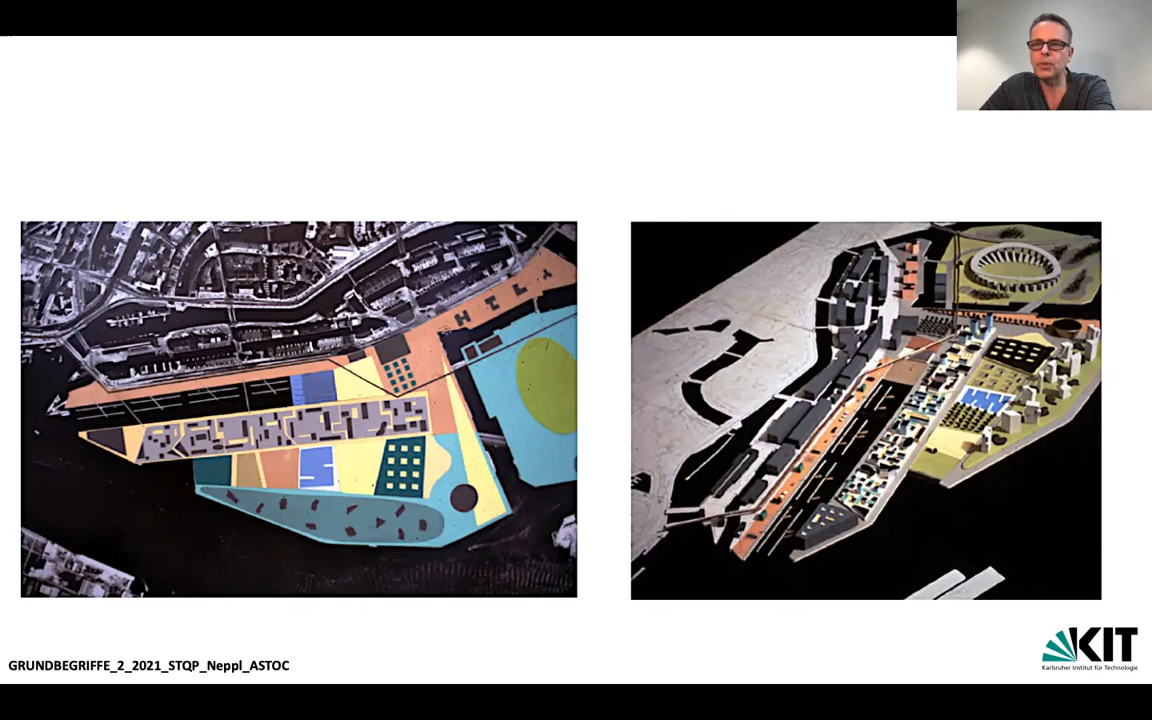 GRUNDBEGRIFFE_2_2021_STQP_Neppl_ASTOC
KIT
Karlsruher Institut für Technologie